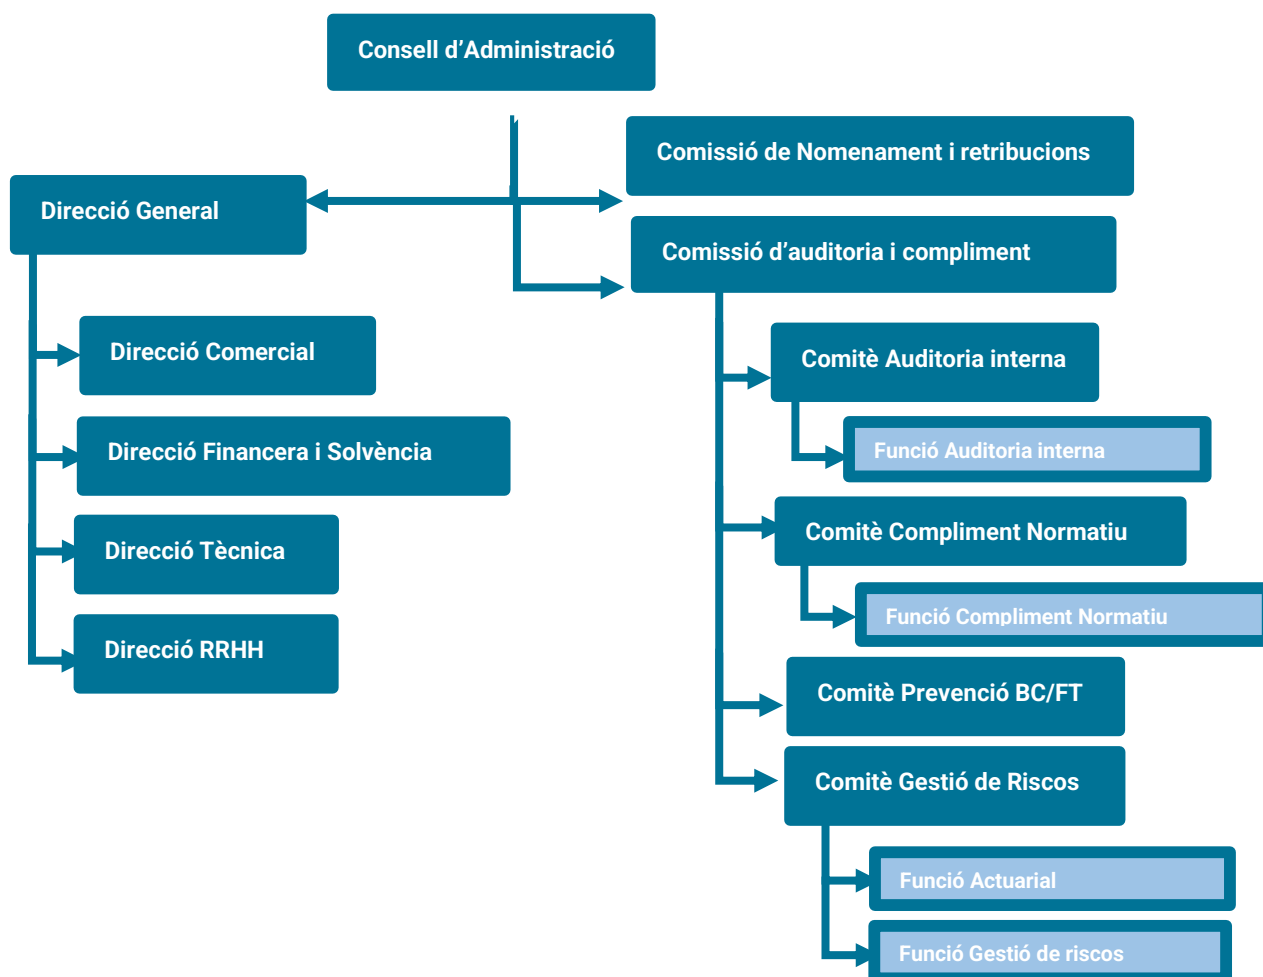 Consell d’Administració
Comissió de Nomenament i retribucions
Direcció General
Comissió d’auditoria i compliment
Direcció Comercial
Direcció Financera i Solvència
Direcció Tècnica
Direcció RRHH
Comitè Auditoria interna
Funció Auditoria interna
Comitè Compliment Normatiu
Funció Compliment Normatiu
Comitè Prevenció BC/FT
Comitè Gestió de Riscos
Funció Actuarial
Funció Gestió de riscos